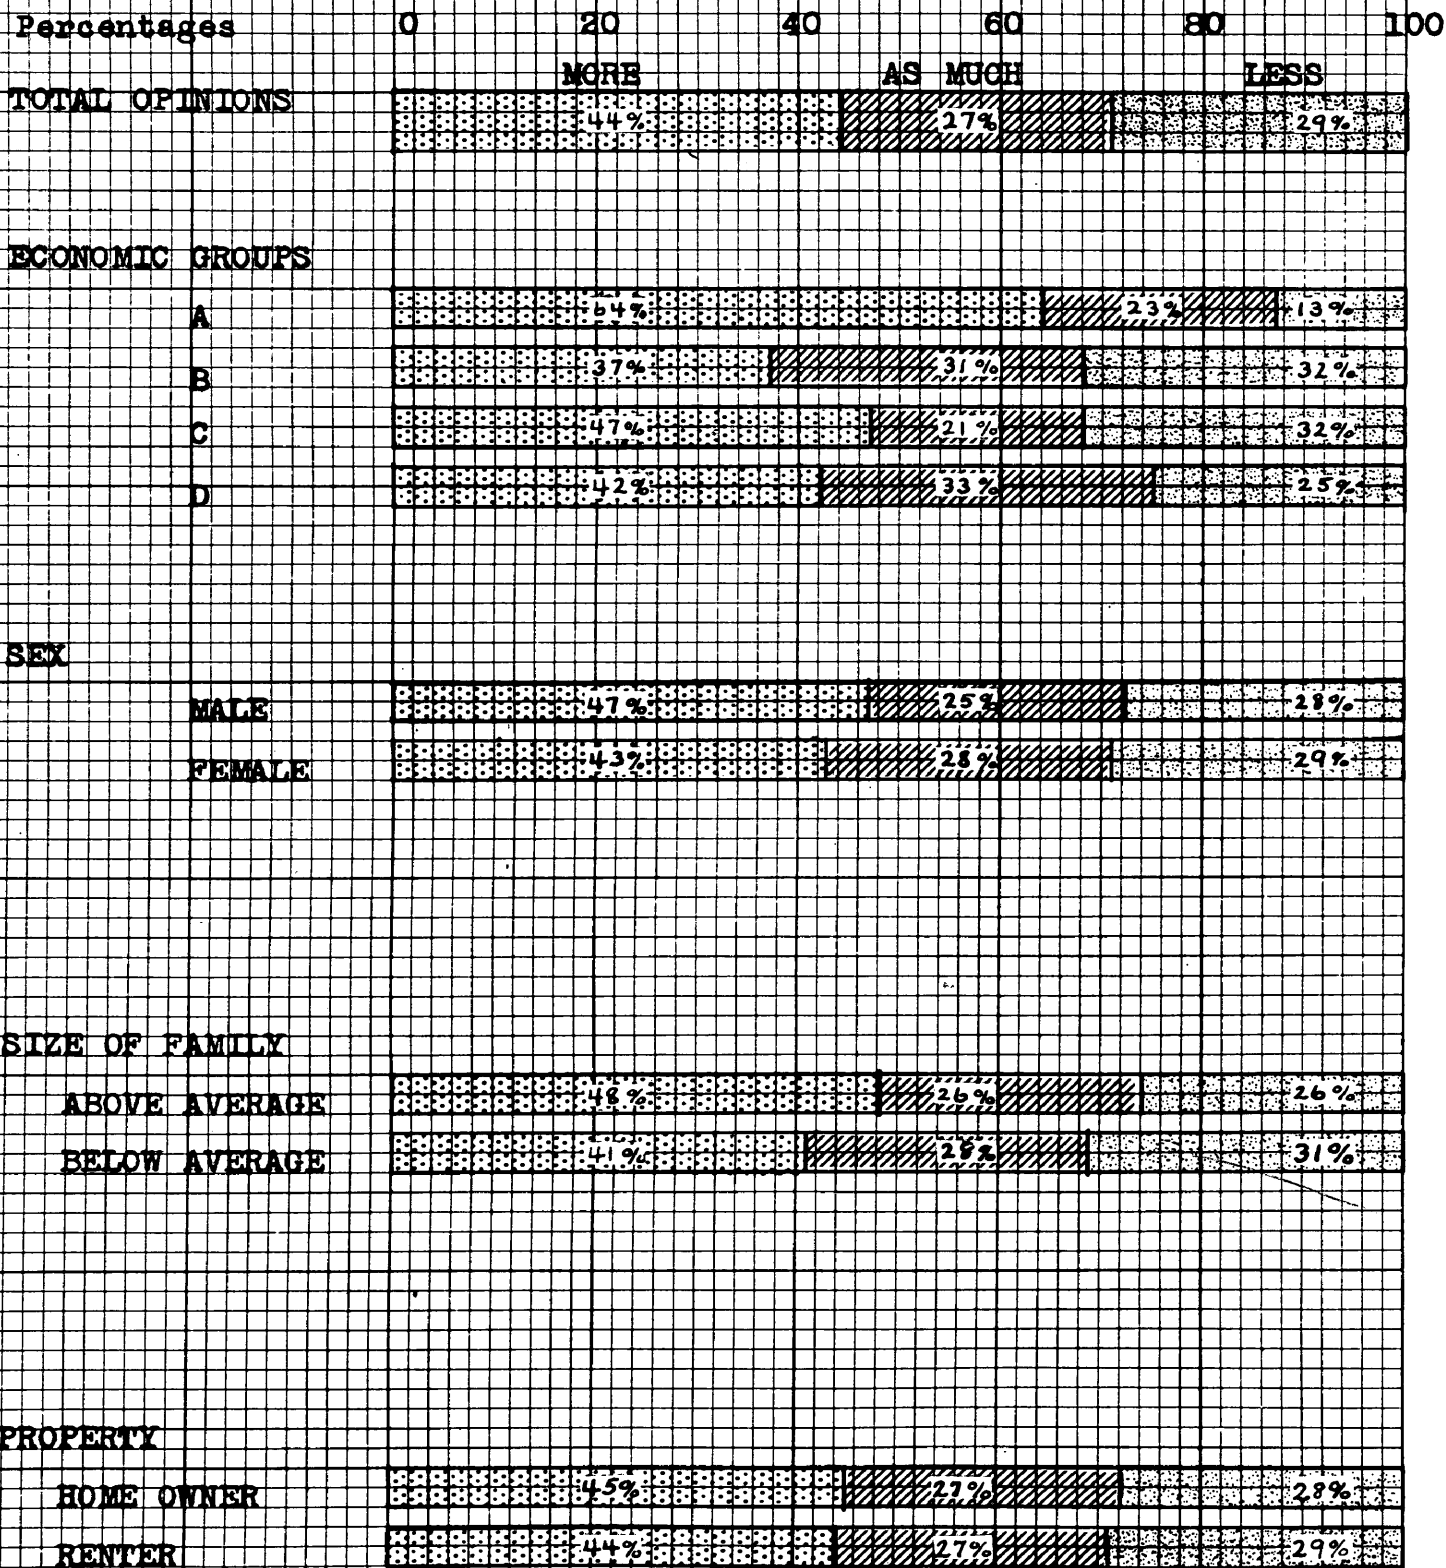 Percentages 0 20 40 60 80 100
MORE AS MUCH LESS
TOTAL OPINIONS 44% 27% 29%
ECONOMIC GROUPS
A 64% 23% 13%
B 37% 31% 32%
C 47% 21% 32%
D 42% 33% 25%
SEX
MALE 47% 25% 28%
FEMALE 43% 28% 29%
SIZE OF FAMILY
ABOVE AVERAGE 48% 26% 26%
BELOW AVERAGE 41% 28% 31%
PROPERTY
HOME OWNER 45% 27% 28%
RENTER 44% 27% 29%